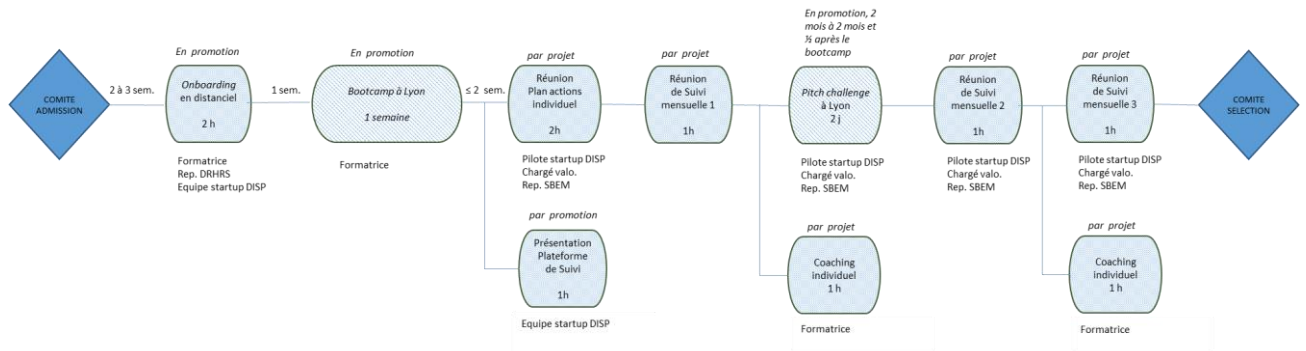 COMITE
ADMISSION
2 à 3 sem.
En promotion
Onboarding
en distanciel
2 h
Formatrice
Rep. DRHRS
Equipe startup DISP
1 sem.
En promotion
Bootcamp à Lyon
1 semaine
Formatrice
≤ 2 sem.
par projet
Réunion
Plan actions
individuel
2h
Pilote startup DISP
Chargé valo.
Rep. SBEM
par promotion
Présentation
Plateforme
de Suivi
1h
Equipe startup DISP
par projet
Réunion
de Suivi
mensuelle 1
1h
En promotion, 2
mois à 2 mois et
½ après le
bootcamp
Pitch challenge
à Lyon
2 j
Pilote startup DISP
Chargé valo.
Rep. SBEM
par projet
Coaching
individuel
1 h
Formatrice
par projet
Réunion
de Suivi
mensuelle 2
1h
Pilote startup DISP
Chargé valo.
Rep. SBEM
par projet
Réunion
de Suivi
mensuelle 3
1h
Pilote startup DISP
Chargé valo.
Rep. SBEM
par projet
Coaching
individuel
1 h
Formatrice
COMITE
SELECTION